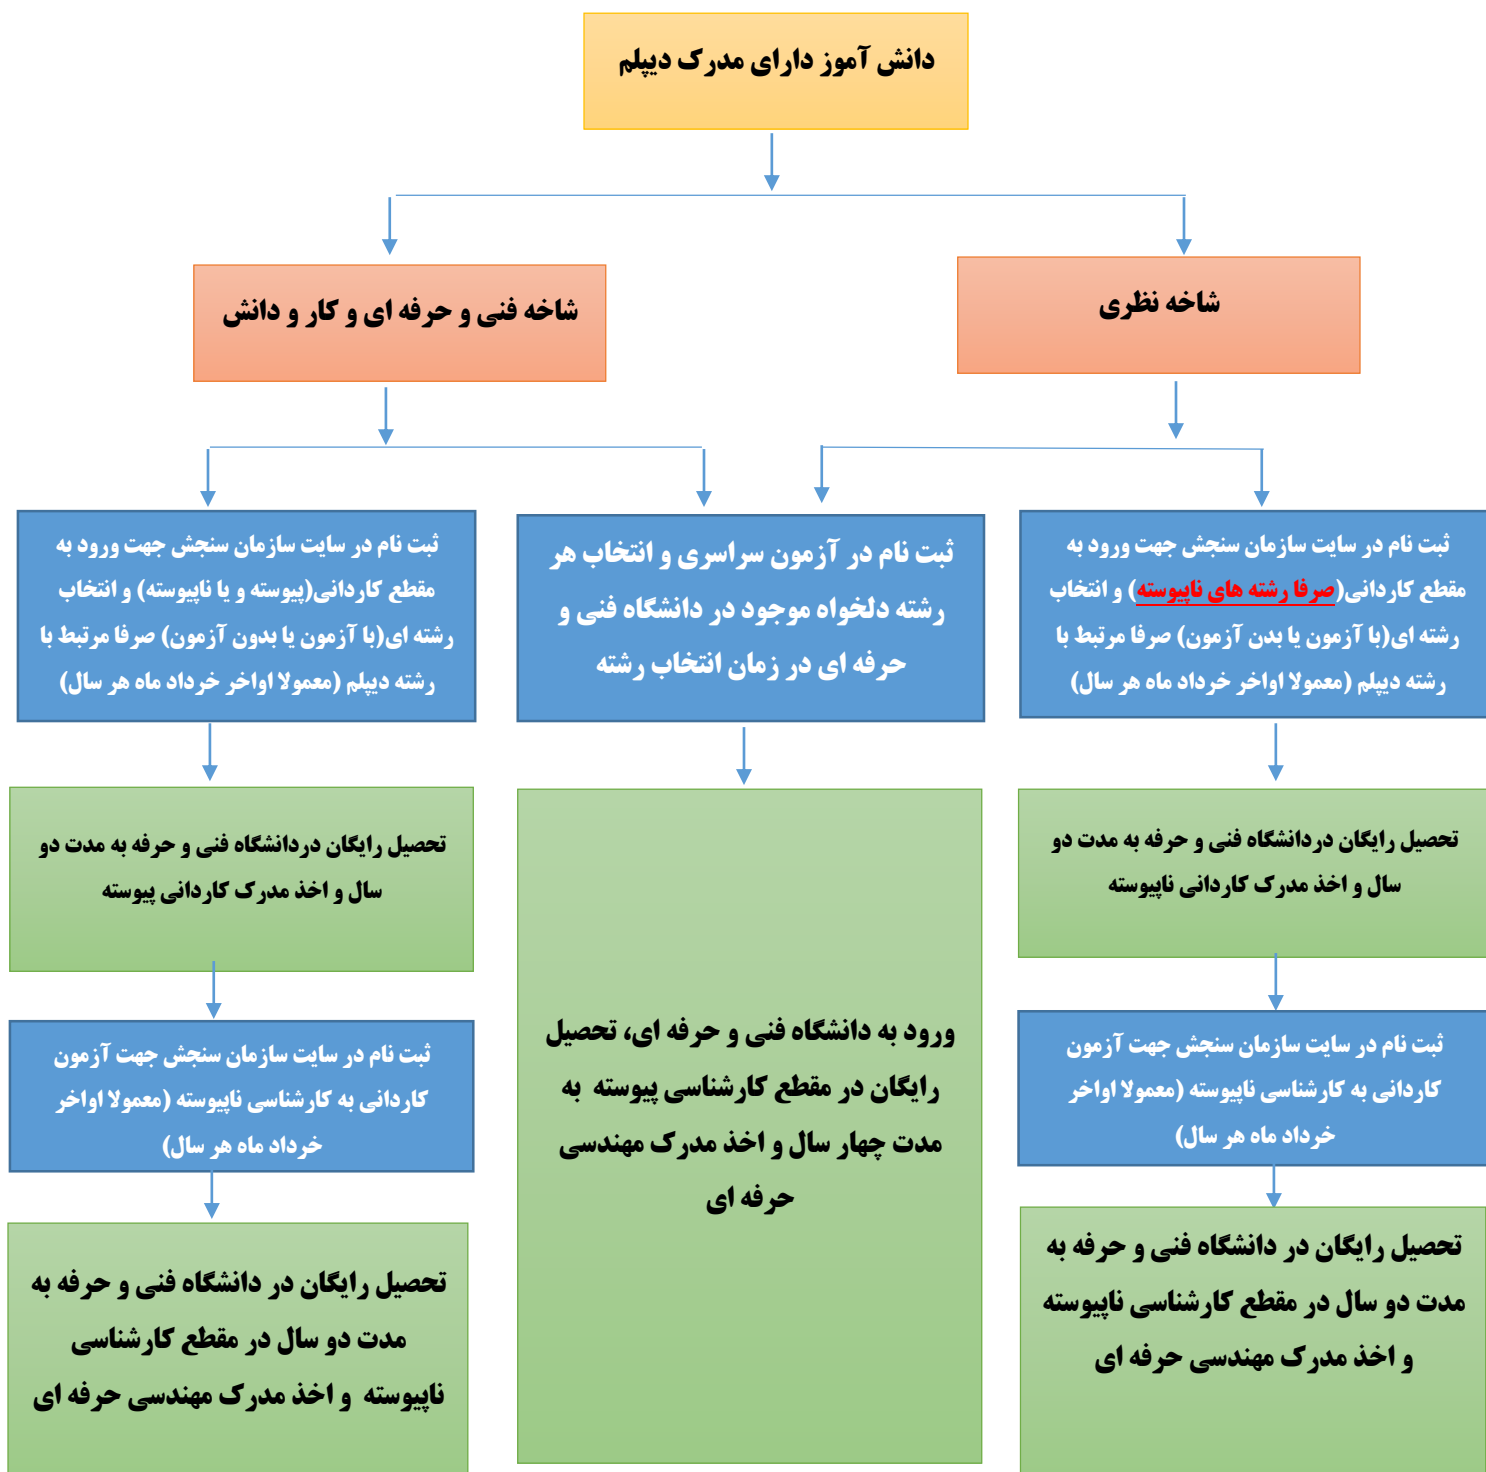 دانش آموز دارای مدرک دیپلم
شاخه نظری
شاخه فنی و حرفه ای و کار و دانش
ثبت نام در سایت سازمان سنجش جهت ورود به
مقطع کاردانی(صرفا رشته های ناپیوسته) و انتخاب
رشته ای(با آزمون یا بدن آزمون) صرفا مرتبط با
رشته دیپلم (معمولا اواخر خرداد ماه هر سال)
ثبت نام در آزمون سراسری و انتخاب هر
رشته دلخواه موجود در دانشگاه فنی و
حرفه ای در زمان انتخاب رشته
ثبت نام در سایت سازمان سنجش جهت ورود به
مقطع کاردانی(پیوسته و یا ناپیوسته) و انتخاب
رشته ای(با آزمون یا بدون آزمون) صرفا مرتبط با
رشته دیپلم (معمولا اواخر خرداد ماه هر سال)
تحصیل رایگان دردانشگاه فنی و حرفه به مدت دو
سال و اخذ مدرک کاردانی ناپیوسته
ورود به دانشگاه فنی و حرفه ای، تحصیل
رایگان در مقطع کارشناسی پیوسته به
مدت چهار سال و اخذ مدرک مهندسی
حرفه ای
تحصیل رایگان دردانشگاه فنی و حرفه به مدت دو
سال و اخذ مدرک کاردانی پیوسته
ثبت نام در سایت سازمان سنجش جهت آزمون
کاردانی به کارشناسی ناپیوسته (معمولا اواخر
خرداد ماه هر سال)
ثبت نام در سایت سازمان سنجش جهت آزمون
کاردانی به کارشناسی ناپیوسته (معمولا اواخر
خرداد ماه هر سال)
تحصیل رایگان در دانشگاه فنی و حرفه به
مدت دو سال در مقطع کارشناسی ناپیوسته
و اخذ مدرک مهندسی حرفه ای
تحصیل رایگان در دانشگاه فنی و حرفه به
مدت دو سال در مقطع کارشناسی
ناپیوسته و اخذ مدرک مهندسی حرفه ای